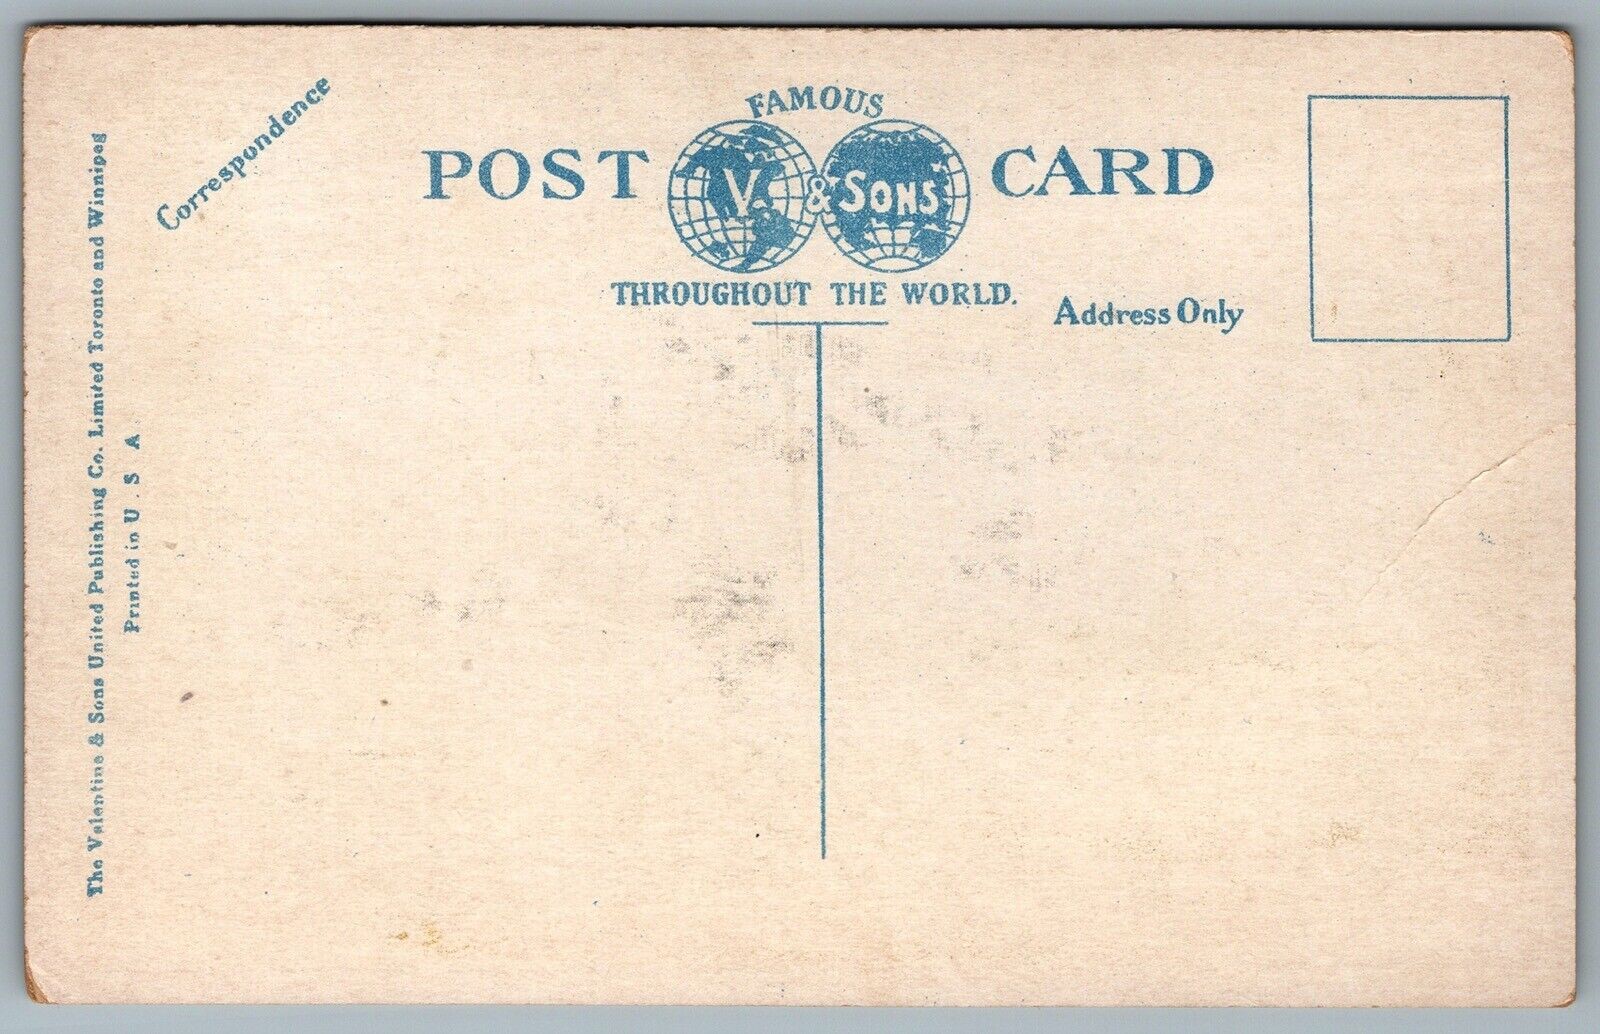 The Valentine & Sons United Publishing Co. Limited Toronto and Winnipeg
Printed in U. S. A.
Correspondence
FAMOUS
POST CARD
V & SONS
THROUGHOUT THE WORLD.
Address Only